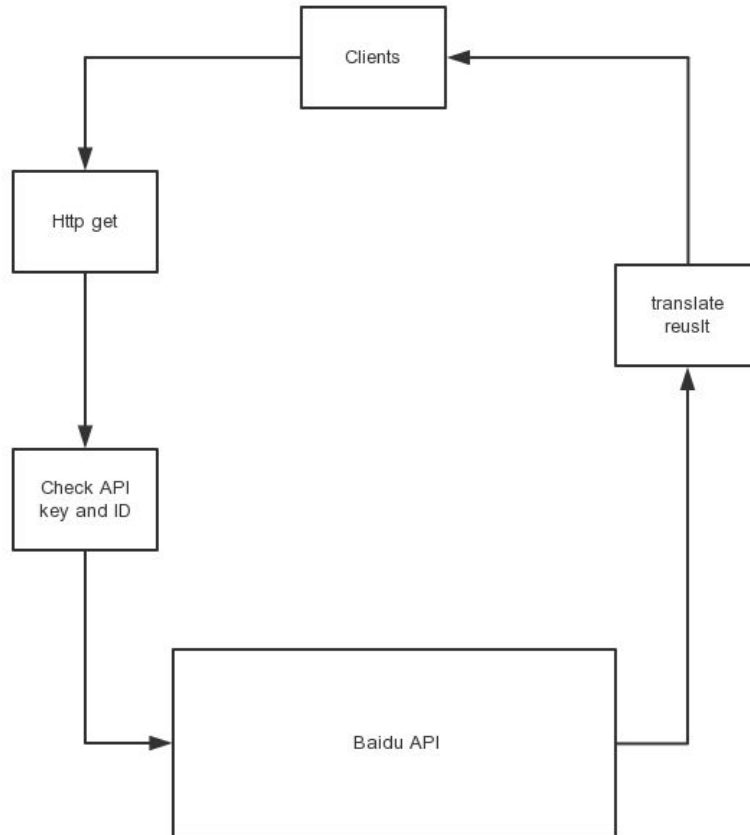 Clients
Http get
translate
reuslt
Check API
key and ID
Baidu API